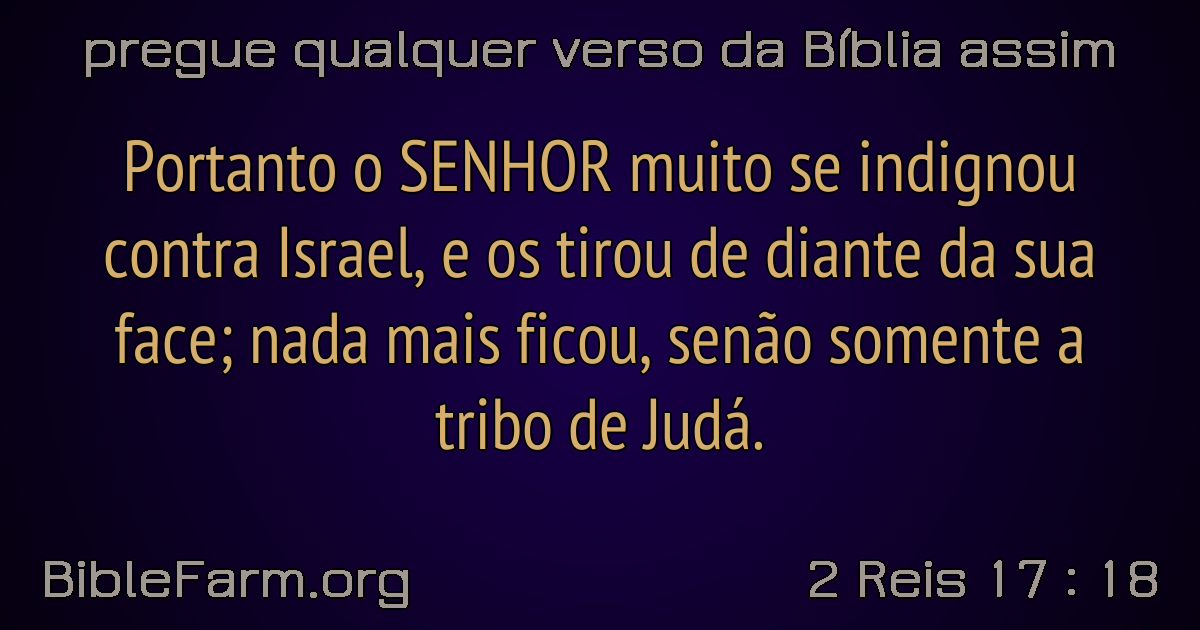 pregue qualquer verso da Bíblia assim
Portanto o SENHOR muito se indignou
contra Israel, e os tirou de diante da sua
face; nada mais ficou, senão somente a
tribo de Judá.
BibleFarm.org
2 Reis 17 : 18